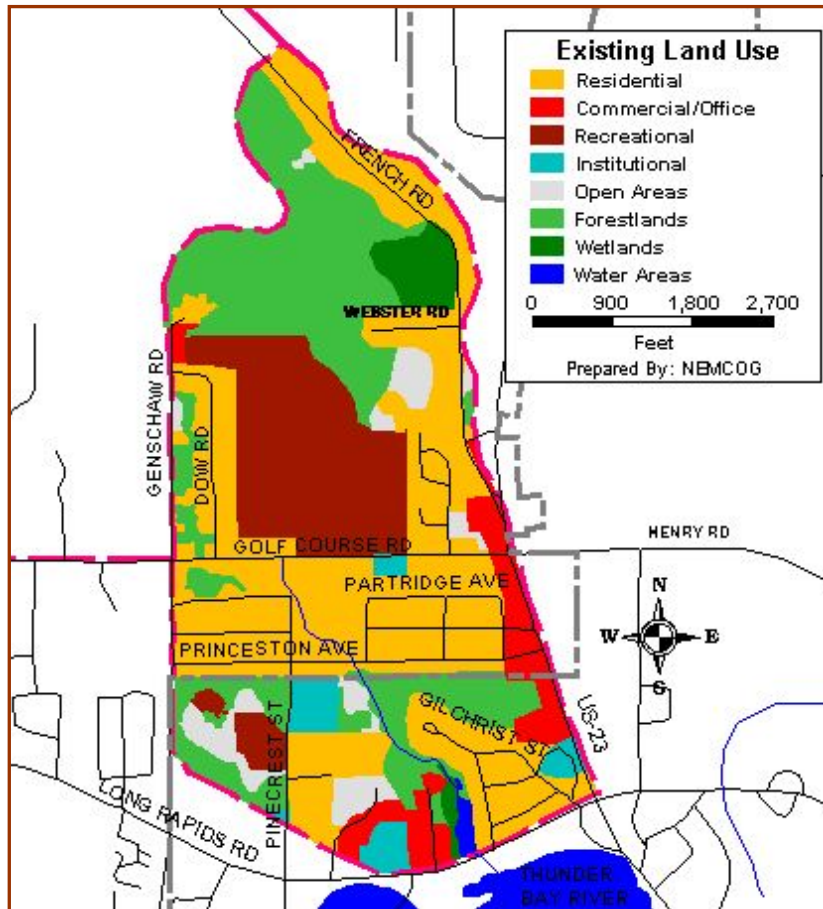 Existing Land Use
Residential
Commercial/Office
Recreational
Institutional
Open Areas
Forestlands
Wetlands
Water Areas
0 900 1,800 2,700
Feet
Prepared By: NEMCOG
FRENCH RD
WEBSTER RD
GENSCHAW RD
DOW RD
GOLF COURSE RD
HENRY RD
PARTRIDGE AVE
PRINCESTON AVE
N
W E
S
GILCHRIST ST
US-23
PINECREST ST
LONG RAPIDS RD
THUNDER
BAY RIVER